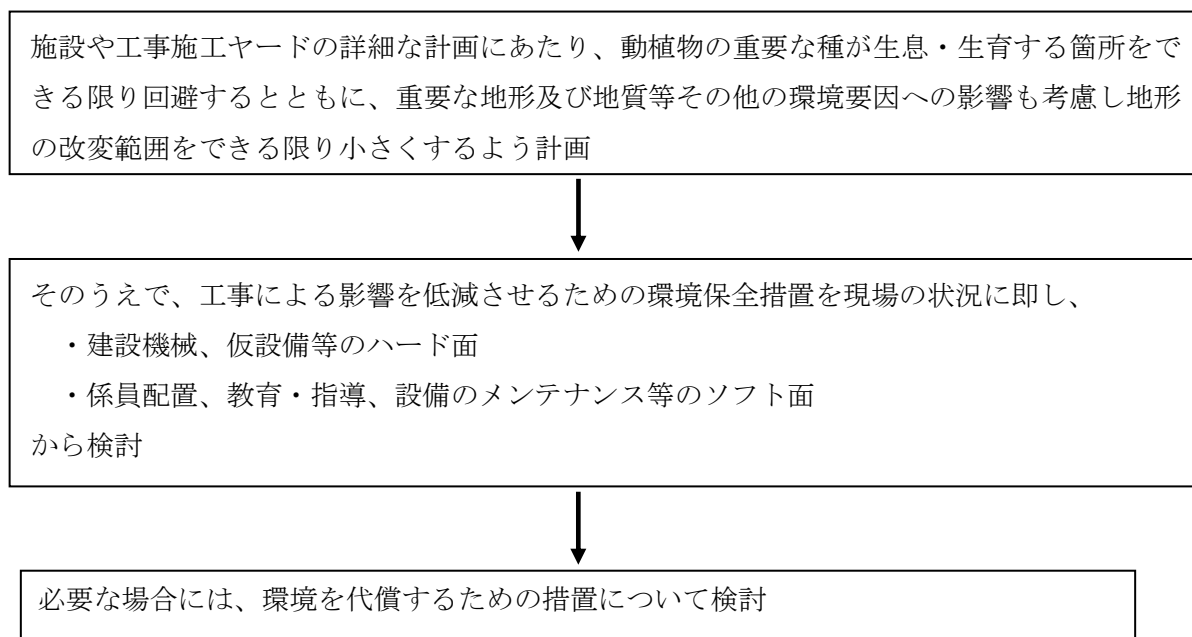 施設や工事施工ヤードの詳細な計画にあたり、動植物の重要な種が生息・生育する箇所をで
きる限り回避するとともに、重要な地形及び地質等その他の環境要因への影響も考慮し地形
の改変範囲をできる限り小さくするよう計画
そのうえで、工事による影響を低減させるための環境保全措置を現場の状況に即し、
・建設機械、仮設備等のハード面
・係員配置、教育・指導、設備のメンテナンス等のソフト面
から検討
必要な場合には、環境を代償するための措置について検討